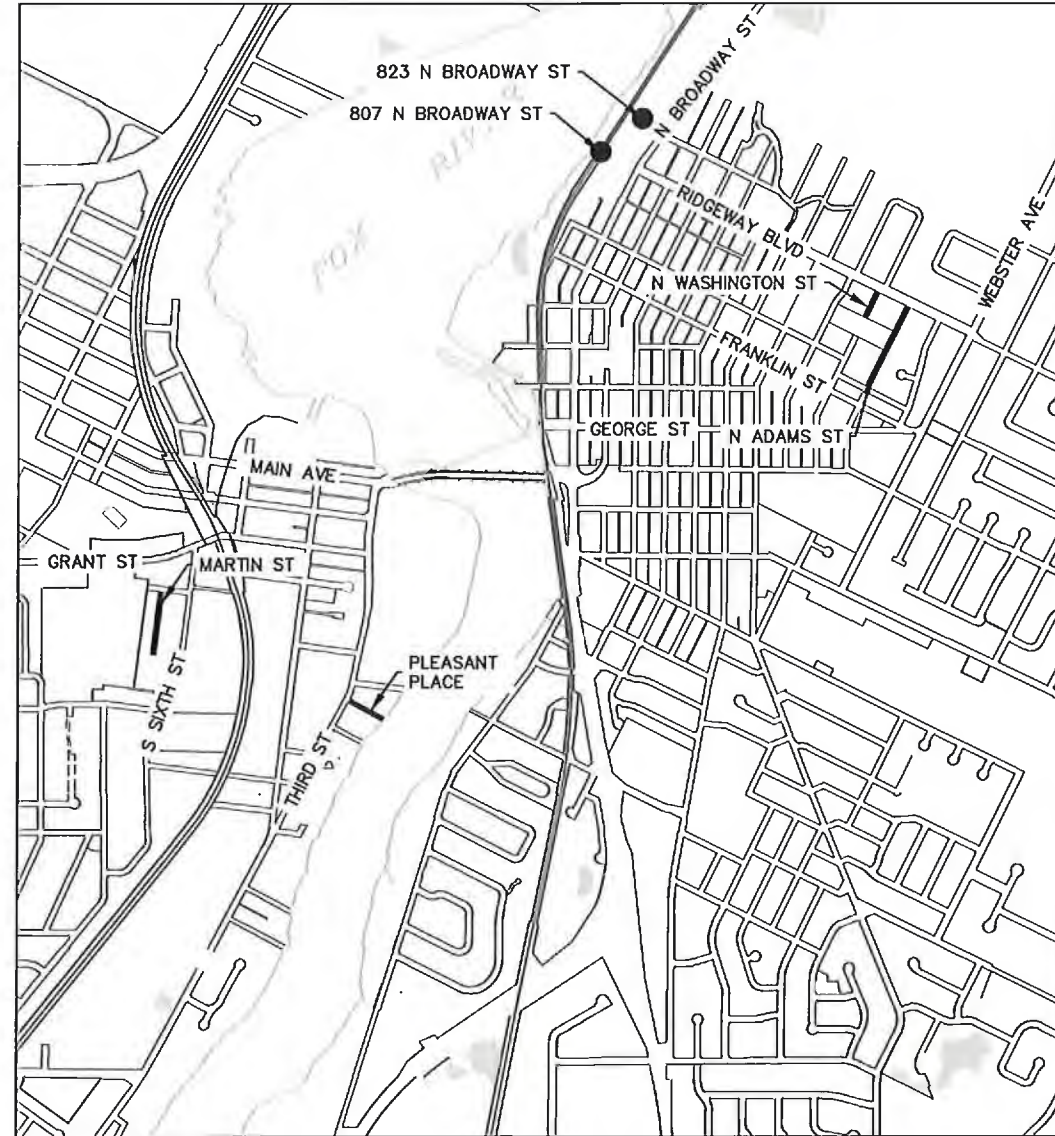 823 N BROADWAY ST
807 N BROADWAY ST
N BROADWAY ST
RIVER
FOX
RIDGEWAY BLVD
WEBSTER AVE
N WASHINGTON ST
FRANKLIN ST
GEORGE ST
N ADAMS ST
MAIN AVE
GRANT ST
MARTIN ST
PLEASANT
PLACE
S SIXTH ST
THIRD ST